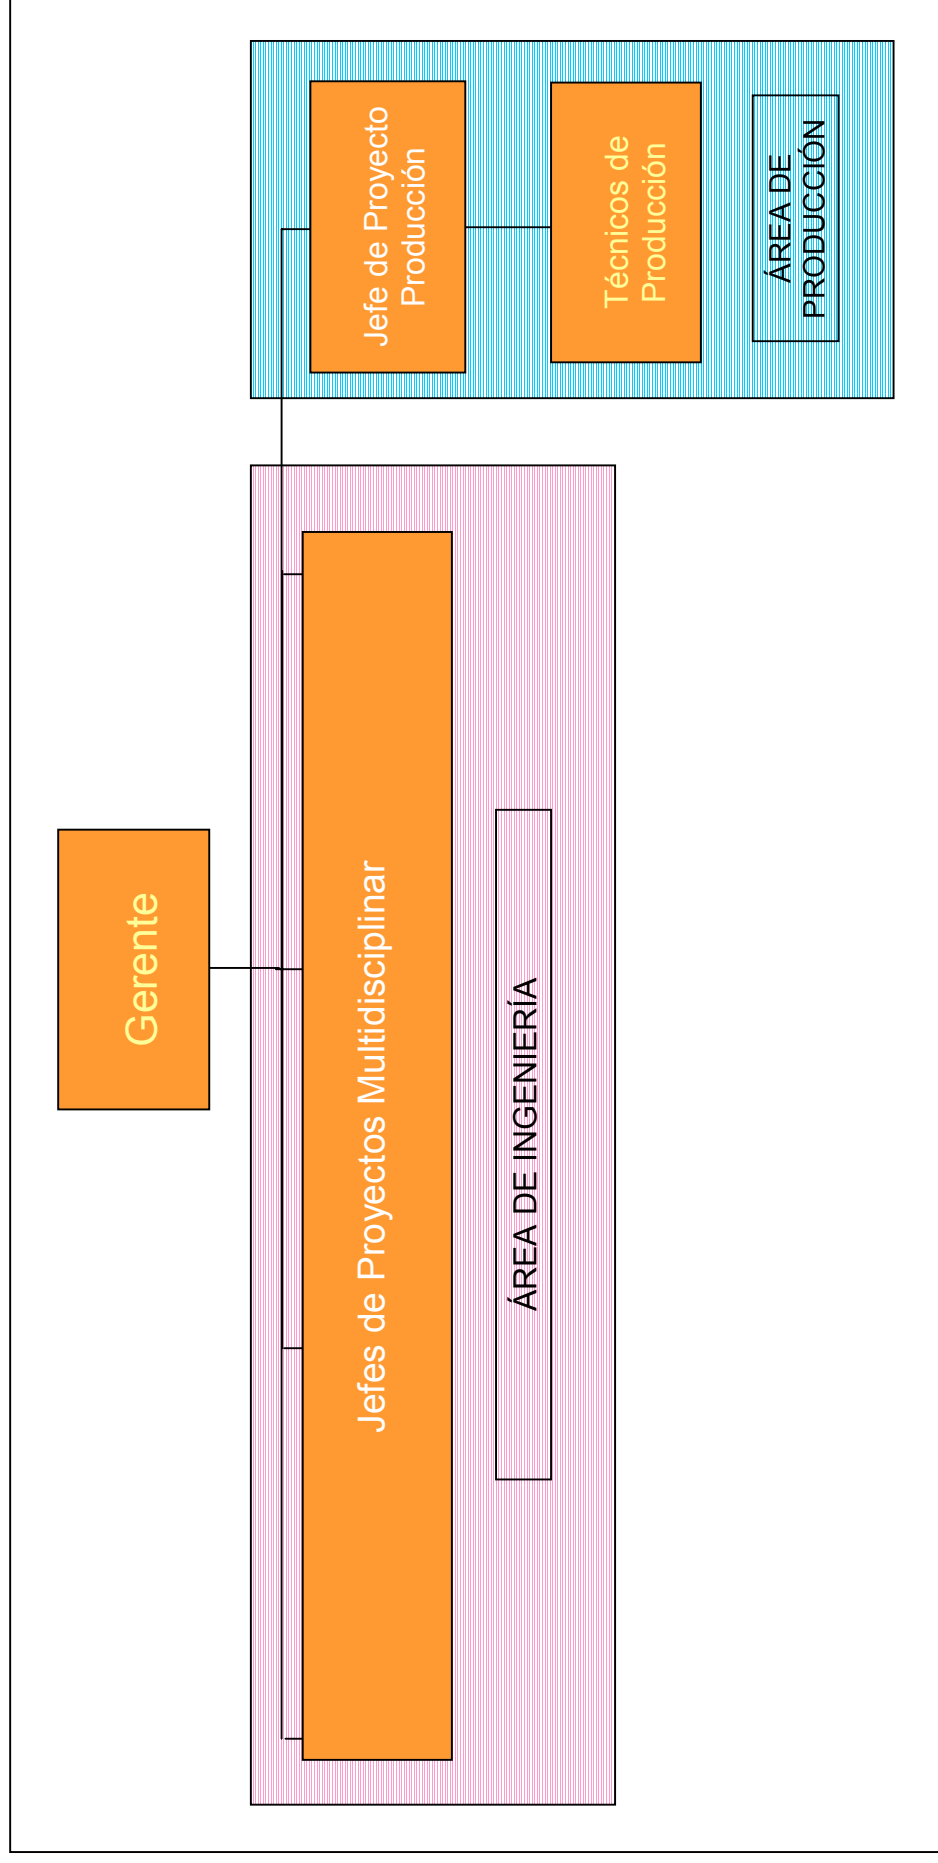 Gerente
Jefes de Proyectos Multidisciplinar
ÁREA DE INGENIERÍA
Jefe de Proyecto
Producción
Técnicos de
Producción
ÁREA DE
PRODUCCIÓN